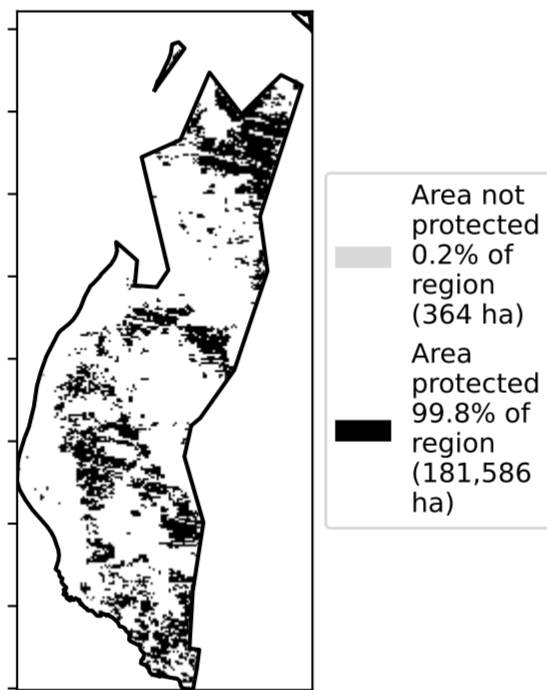 Area not
protected
0.2% of
region
(364 ha)
Area
protected
99.8% of
region
(181,586
ha)